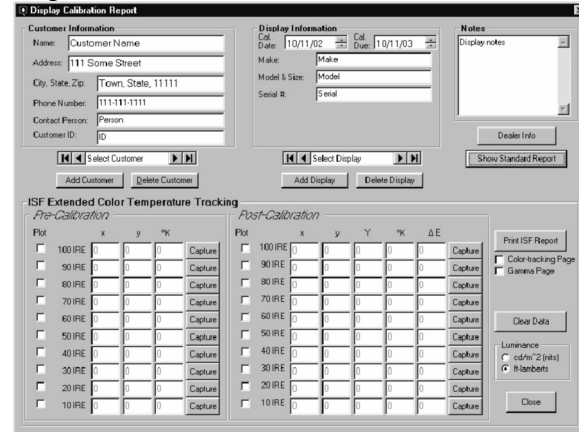 Display Calibration Report
Customer Information
Name: Customer Name
Address: 111 Some Street
City, State, Zip: Town, State, 11111
Phone Number: 111-111-1111
Contact Person: Person
Customer ID: ID
Select Customer
Add Customer Delete Customer
Display Information
Cal. Date: 10/11/02 Cal. Due: 10/11/03
Make: Make
Model & Size: Model
Serial #: Serial
Select Display
Add Display Delete Display
Notes
Display notes
Dealer Info
Show Standard Report
ISF Extended Color Temperature Tracking
Pre-Calibration
Plot x y °K
100 IRE 0 0 0 Capture
90 IRE 0 0 0 Capture
80 IRE 0 0 0 Capture
70 IRE 0 0 0 Capture
60 IRE 0 0 0 Capture
50 IRE 0 0 0 Capture
40 IRE 0 0 0 Capture
30 IRE 0 0 0 Capture
20 IRE 0 0 0 Capture
10 IRE 0 0 0 Capture
Post-Calibration
Plot x y Y °K Δ E
100 IRE 0 0 0 0 0 Capture
90 IRE 0 0 0 0 0 Capture
80 IRE 0 0 0 0 0 Capture
70 IRE 0 0 0 0 0 Capture
60 IRE 0 0 0 0 0 Capture
50 IRE 0 0 0 0 0 Capture
40 IRE 0 0 0 0 0 Capture
30 IRE 0 0 0 0 0 Capture
20 IRE 0 0 0 0 0 Capture
10 IRE 0 0 0 0 0 Capture
Print ISF Report
Color-tracking Page
Gamma Page
Clear Data
Luminance
cd/m^2 (nits)
ft-lamberts
Close